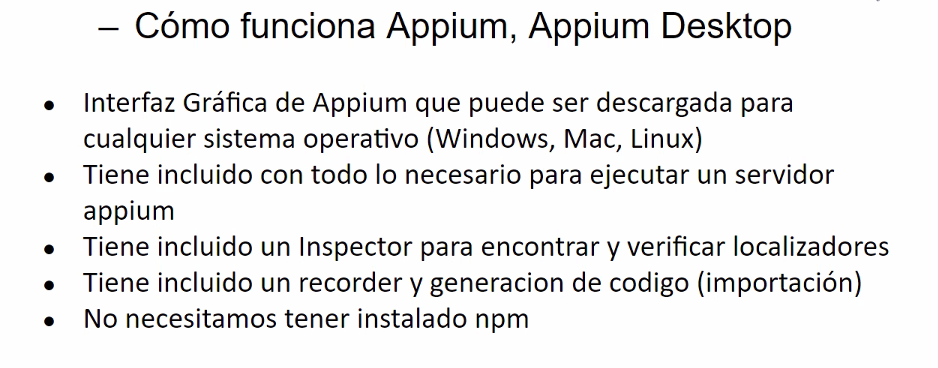 – Cómo funciona Appium, Appium Desktop
● Interfaz Gráfica de Appium que puede ser descargada para
cualquier sistema operativo (Windows, Mac, Linux)
● Tiene incluido con todo lo necesario para ejecutar un servidor
appium
● Tiene incluido un Inspector para encontrar y verificar localizadores
● Tiene incluido un recorder y generacion de codigo (importación)
● No necesitamos tener instalado npm